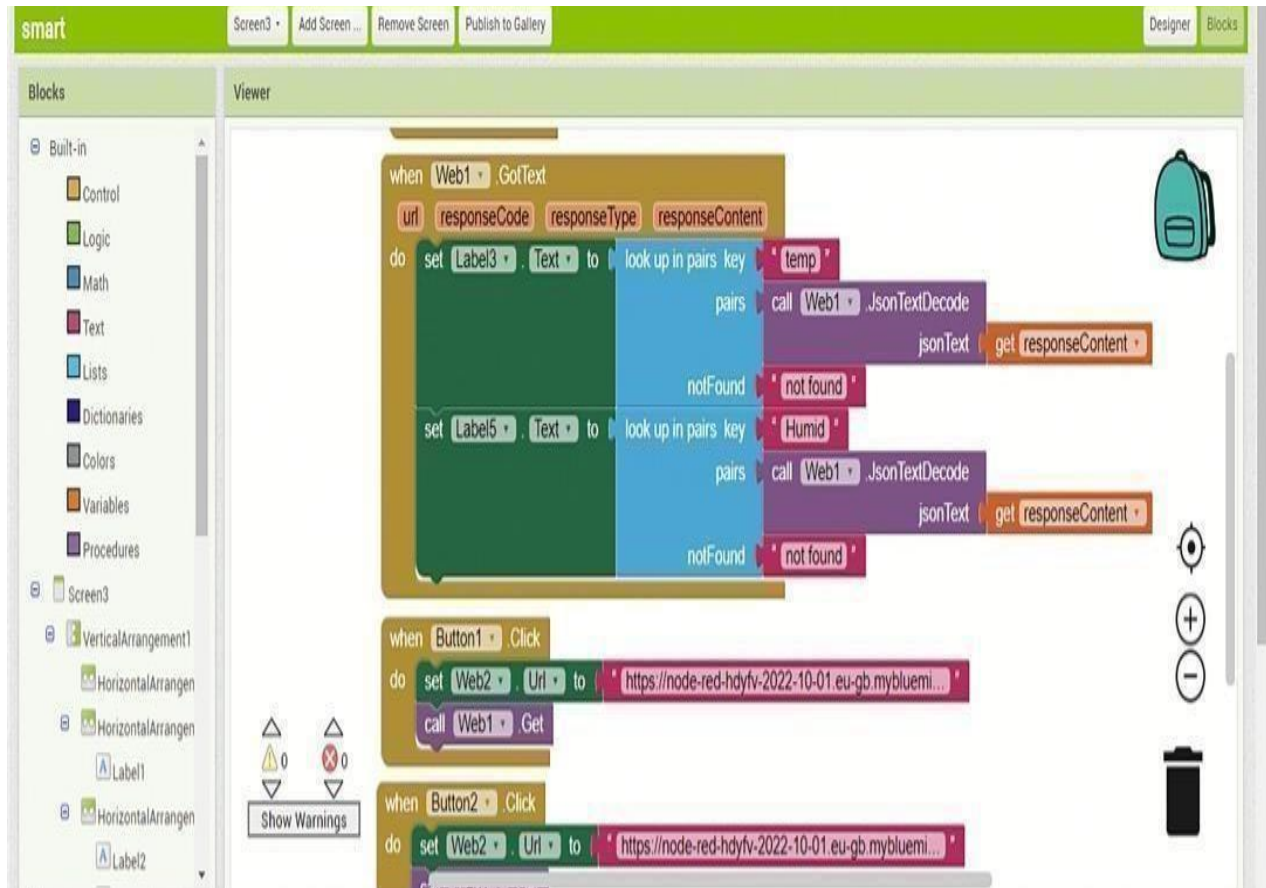 smart
Screen3
Add Screen ...
Remove Screen
Publish to Gallery
Designer
Blocks
Blocks
Viewer
Built-in
Control
Logic
Math
Text
Lists
Dictionaries
Colors
Variables
Procedures
Screen3
VerticalArrangement1
HorizontalArrangen
HorizontalArrangen
Label1
HorizontalArrangen
Label2
when Web1 .GotText
url responseCode responseType responseContent
do set Label3 . Text to look up in pairs key " temp "
pairs call Web1 .JsonTextDecode
jsonText get responseContent
notFound " not found "
set Label5 . Text to look up in pairs key " Humid "
pairs call Web1 .JsonTextDecode
jsonText get responseContent
notFound " not found "
when Button1 .Click
do set Web2 . Url to " https://node-red-hdyfv-2022-10-01.eu-gb.mybluemi... "
call Web1 .Get
when Button2 .Click
do set Web2 . Url to " https://node-red-hdyfv-2022-10-01.eu-gb.mybluemi... "
0 0
Show Warnings